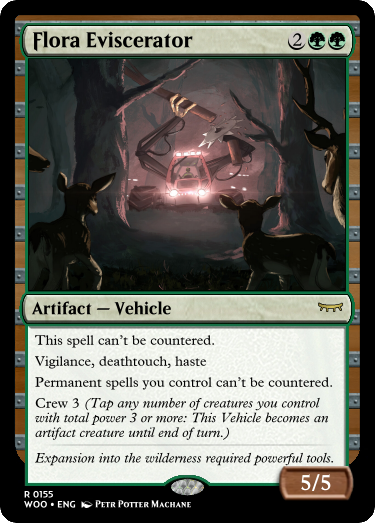 Flora Eviscerator 2
Artifact — Vehicle
This spell can't be countered.
Vigilance, deathtouch, haste
Permanent spells you control can't be countered.
Crew 3 (Tap any number of creatures you control
with total power 3 or more: This Vehicle becomes an
artifact creature until end of turn.)
Expansion into the wilderness required powerful tools.
5/5
R 0155
WOO • ENG Petr Potter Machane